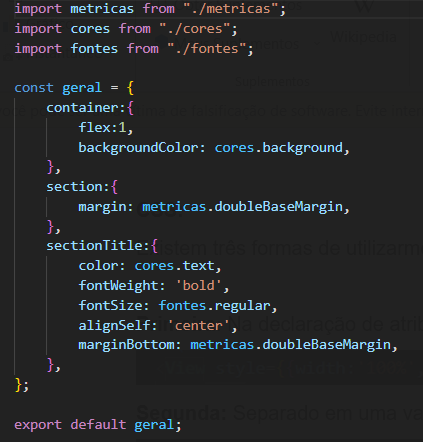 import metricas from "./metricas";
import cores from "./cores";
import fontes from "./fontes";

const geral = {
    container:{
        flex:1,
        backgroundColor: cores.background,
    },
    section:{
        margin: metricas.doubleBaseMargin,
    },
    sectionTitle:{
        color: cores.text,
        fontWeight: 'bold',
        fontSize: fontes.regular,
        alignSelf: 'center',
        marginBottom: metricas.doubleBaseMargin,
    },
};

export default geral;